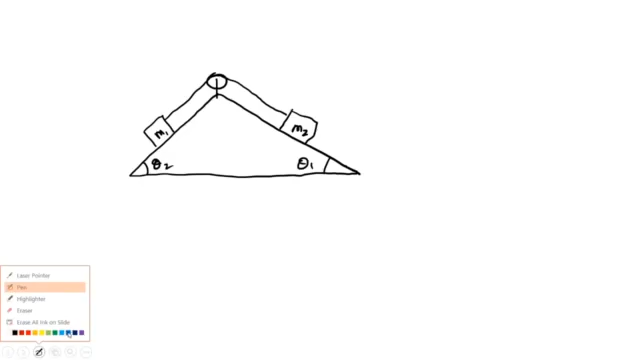 m₁
m₂
θ₂
θ₁
Laser Pointer
Pen
Highlighter
Eraser
Erase All Ink on Slide